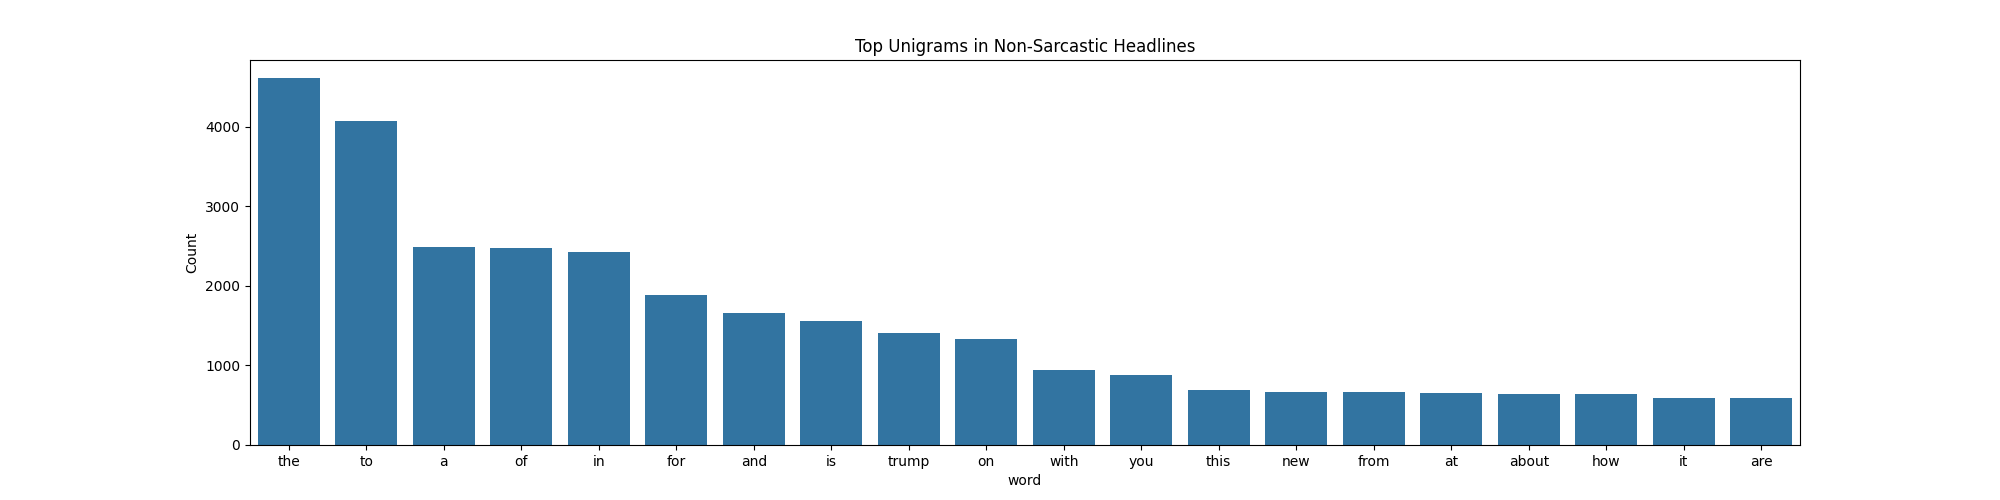 Top Unigrams in Non-Sarcastic Headlines
Count
4000
3000
2000
1000
0
the to a of in for and is trump on with you this new from at about how it are
word